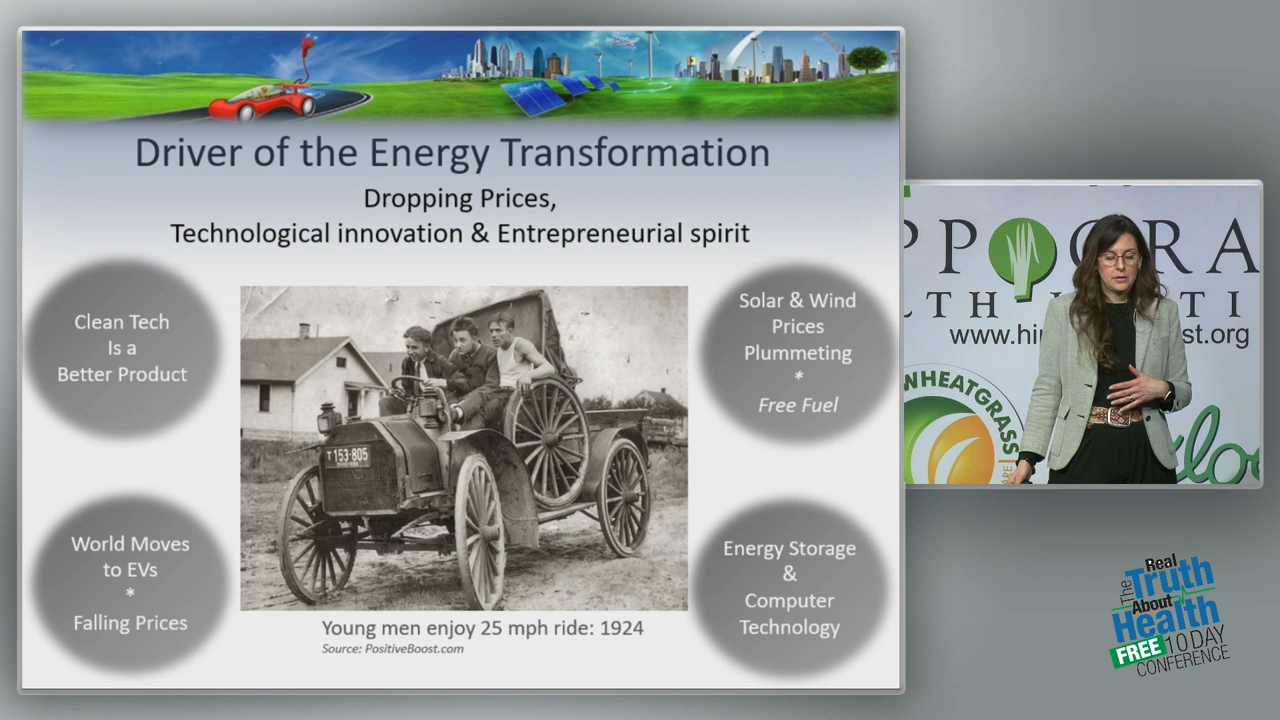 Driver of the Energy Transformation
Dropping Prices,
Technological innovation & Entrepreneurial spirit
Clean Tech
Is a
Better Product
Solar & Wind
Prices
Plummeting
*
Free Fuel
T 153-805
World Moves
to EVs
*
Falling Prices
Energy Storage
&
Computer
Technology
Young men enjoy 25 mph ride: 1924
Source: PositiveBoost.com
WHEATGRASS
The Real
Truth
About
Health
FREE 10 DAY
CONFERENCE